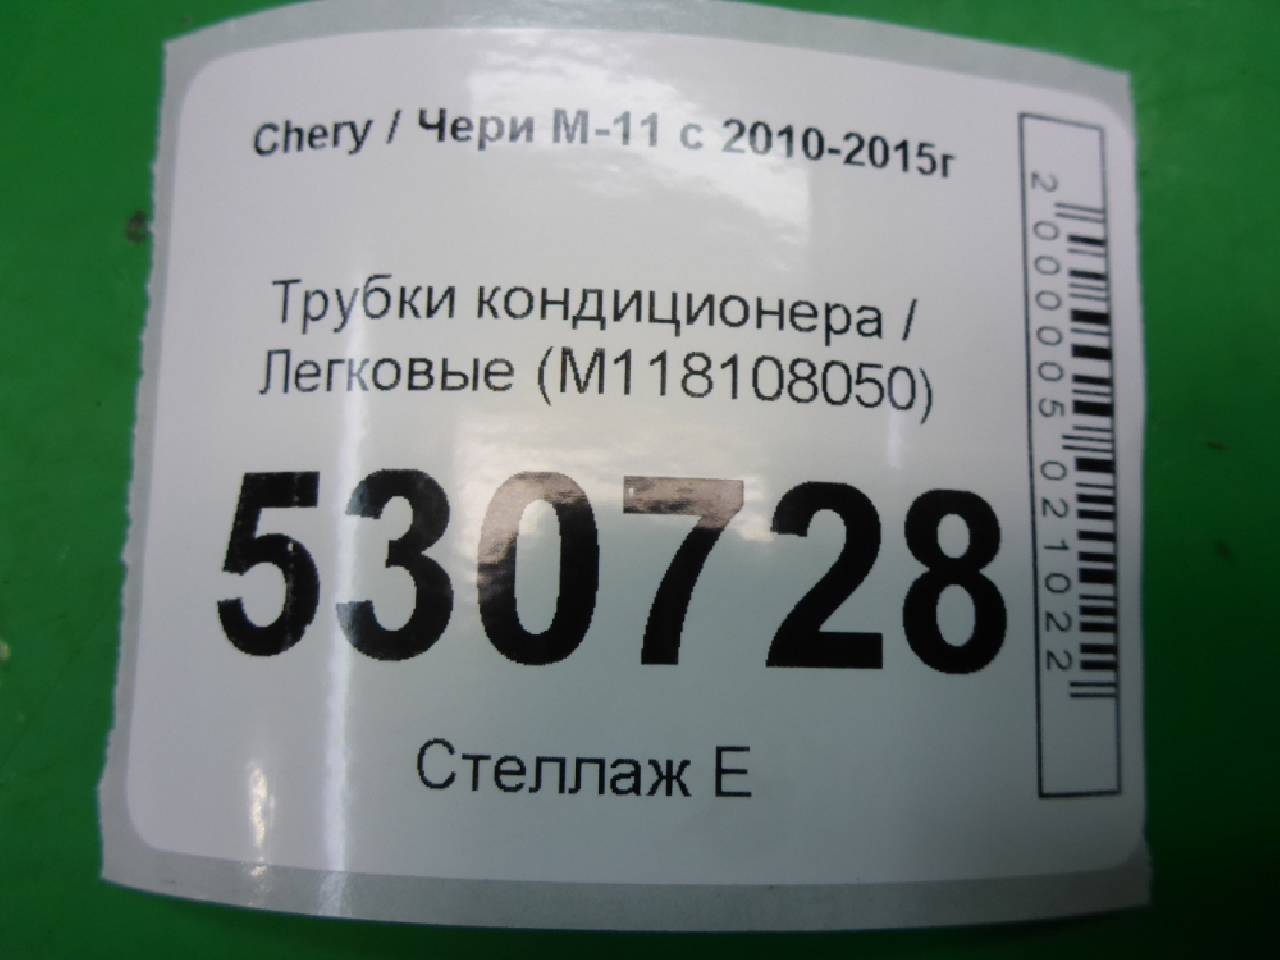 Chery / Чери М-11 с 2010-2015г
Трубки кондиционера /
Легковые (M118108050)
530728
Стеллаж Е
2000005021022